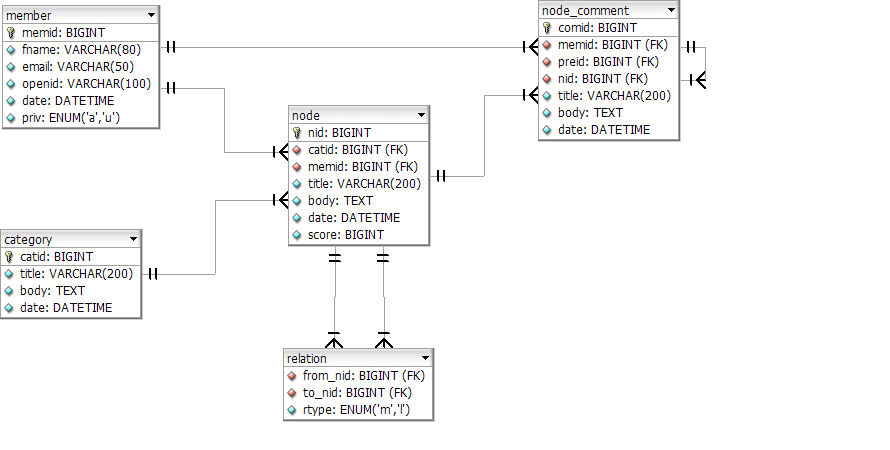 member
memid: BIGINT
fname: VARCHAR(80)
email: VARCHAR(50)
openid: VARCHAR(100)
date: DATETIME
priv: ENUM('a','u')
node_comment
comid: BIGINT
memid: BIGINT (FK)
preid: BIGINT (FK)
nid: BIGINT (FK)
title: VARCHAR(200)
body: TEXT
date: DATETIME
node
nid: BIGINT
catid: BIGINT (FK)
memid: BIGINT (FK)
title: VARCHAR(200)
body: TEXT
date: DATETIME
score: BIGINT
category
catid: BIGINT
title: VARCHAR(200)
body: TEXT
date: DATETIME
relation
from_nid: BIGINT (FK)
to_nid: BIGINT (FK)
rtype: ENUM('m','l')